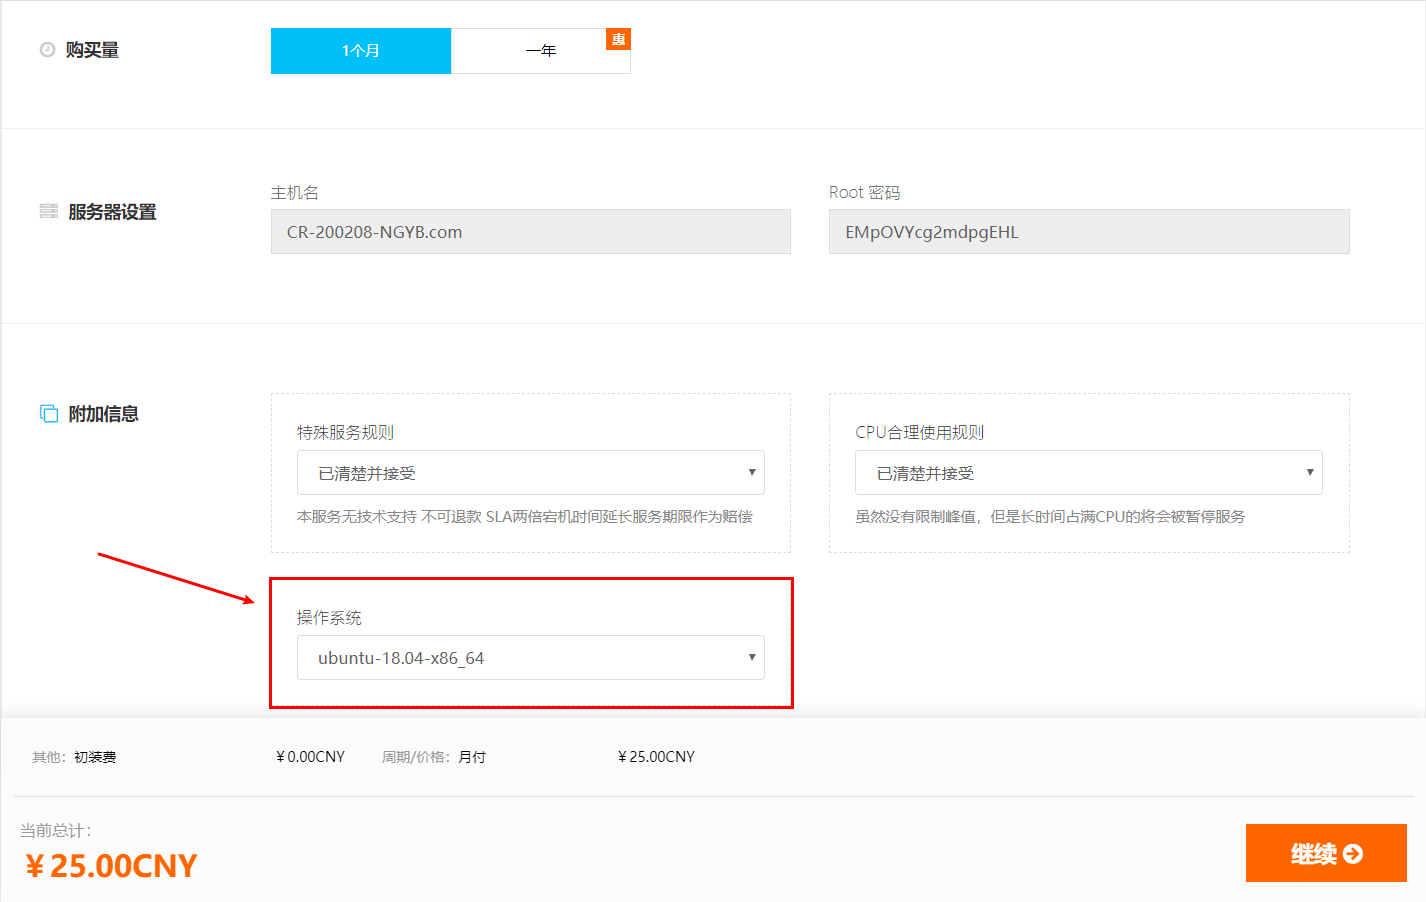 购买量
1个月
一年
惠
服务器设置
主机名
Root 密码
CR-200208-NGYB.com
EMpOVYcg2mdpgEHL
附加信息
特殊服务规则
CPU合理使用规则
已清楚并接受
已清楚并接受
本服务无技术支持 不可退款 SLA两倍宕机时间延长服务期限作为赔偿
虽然没有限制峰值，但是长时间占满CPU的将会被暂停服务
操作系统
ubuntu-18.04-x86_64
其他：初装费
￥0.00CNY
周期/价格：月付
￥25.00CNY
当前总计：
￥25.00CNY
继续